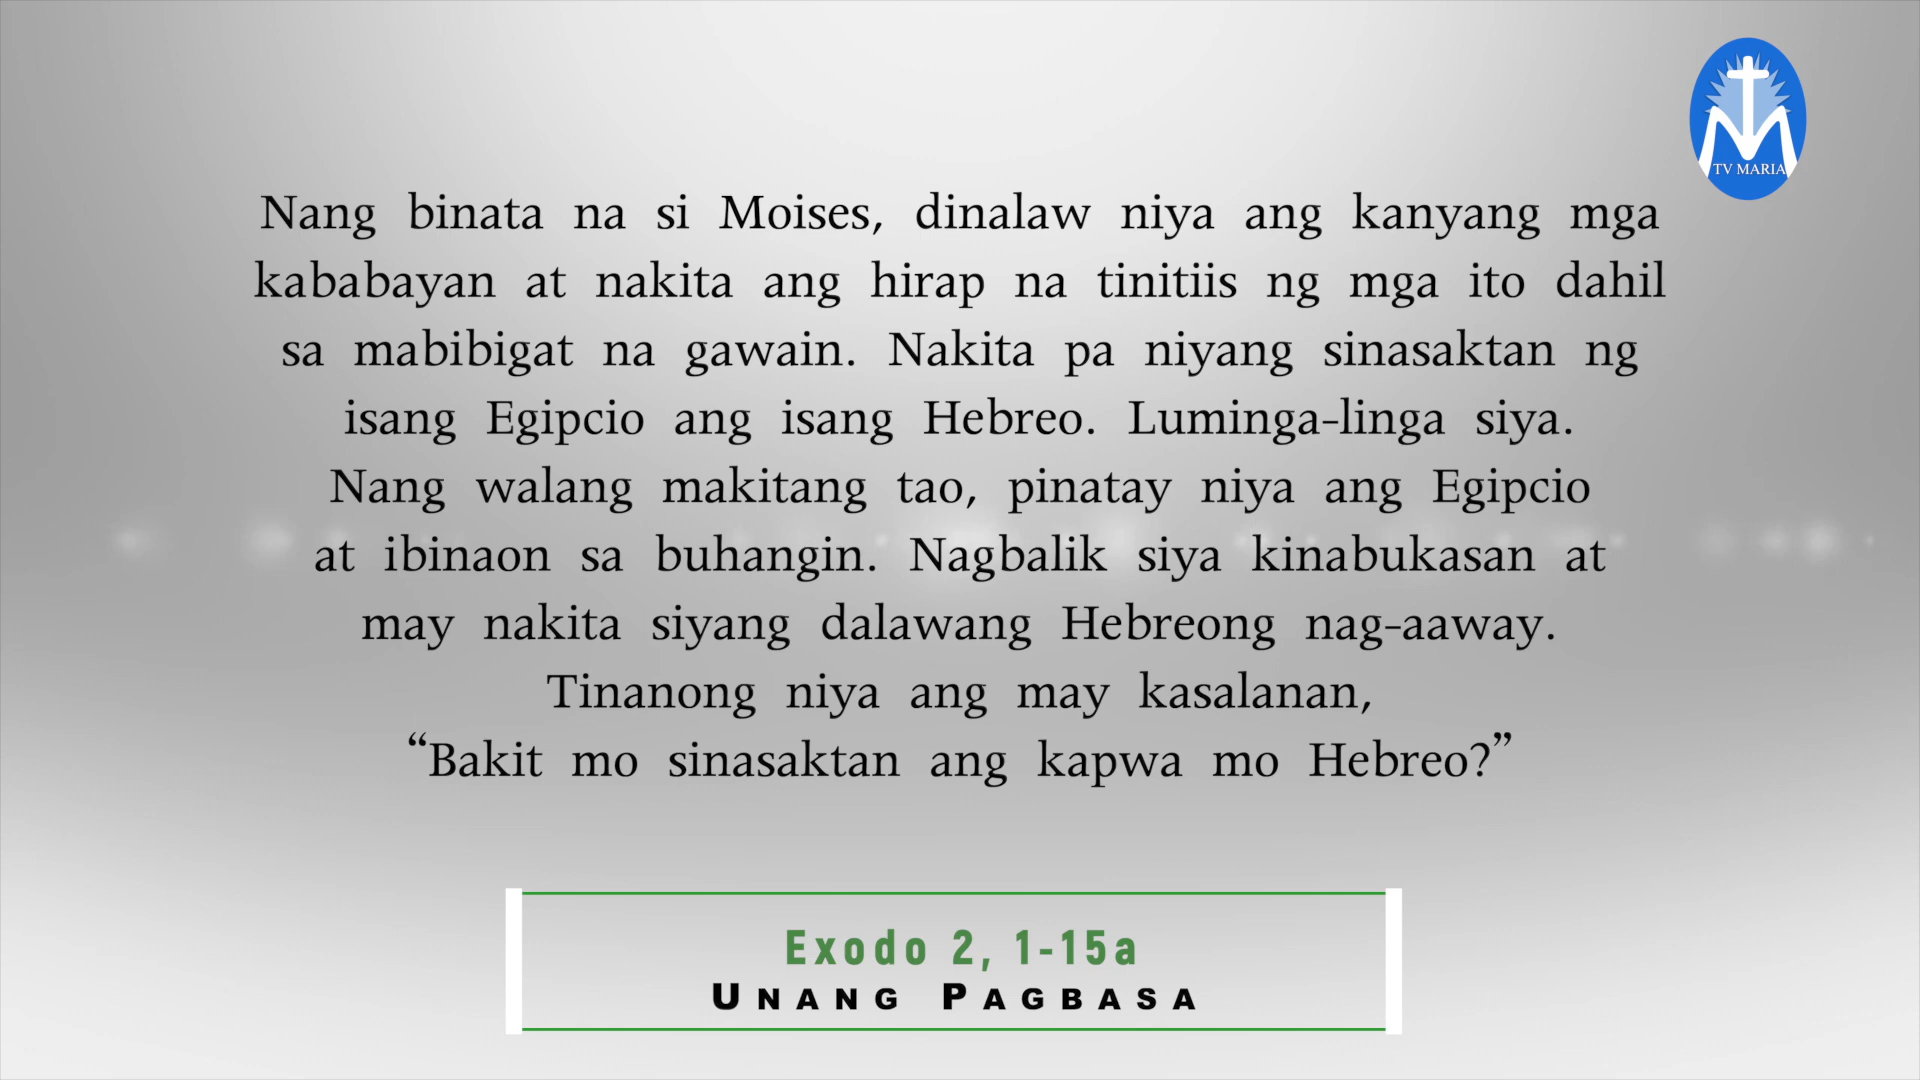 TV MARIA
Nang binata na si Moises, dinalaw niya ang kanyang mga
kababayan at nakita ang hirap na tinitiis ng mga ito dahil
sa mabibigat na gawain. Nakita pa niyang sinasaktan ng
isang Egipcio ang isang Hebreo. Luminga-linga siya.
Nang walang makitang tao, pinatay niya ang Egipcio
at ibinaon sa buhangin. Nagbalik siya kinabukasan at
may nakita siyang dalawang Hebreong nag-aaway.
Tinanong niya ang may kasalanan,
“Bakit mo sinasaktan ang kapwa mo Hebreo?”
Exodo 2, 1-15a
UNANG PAGBASA